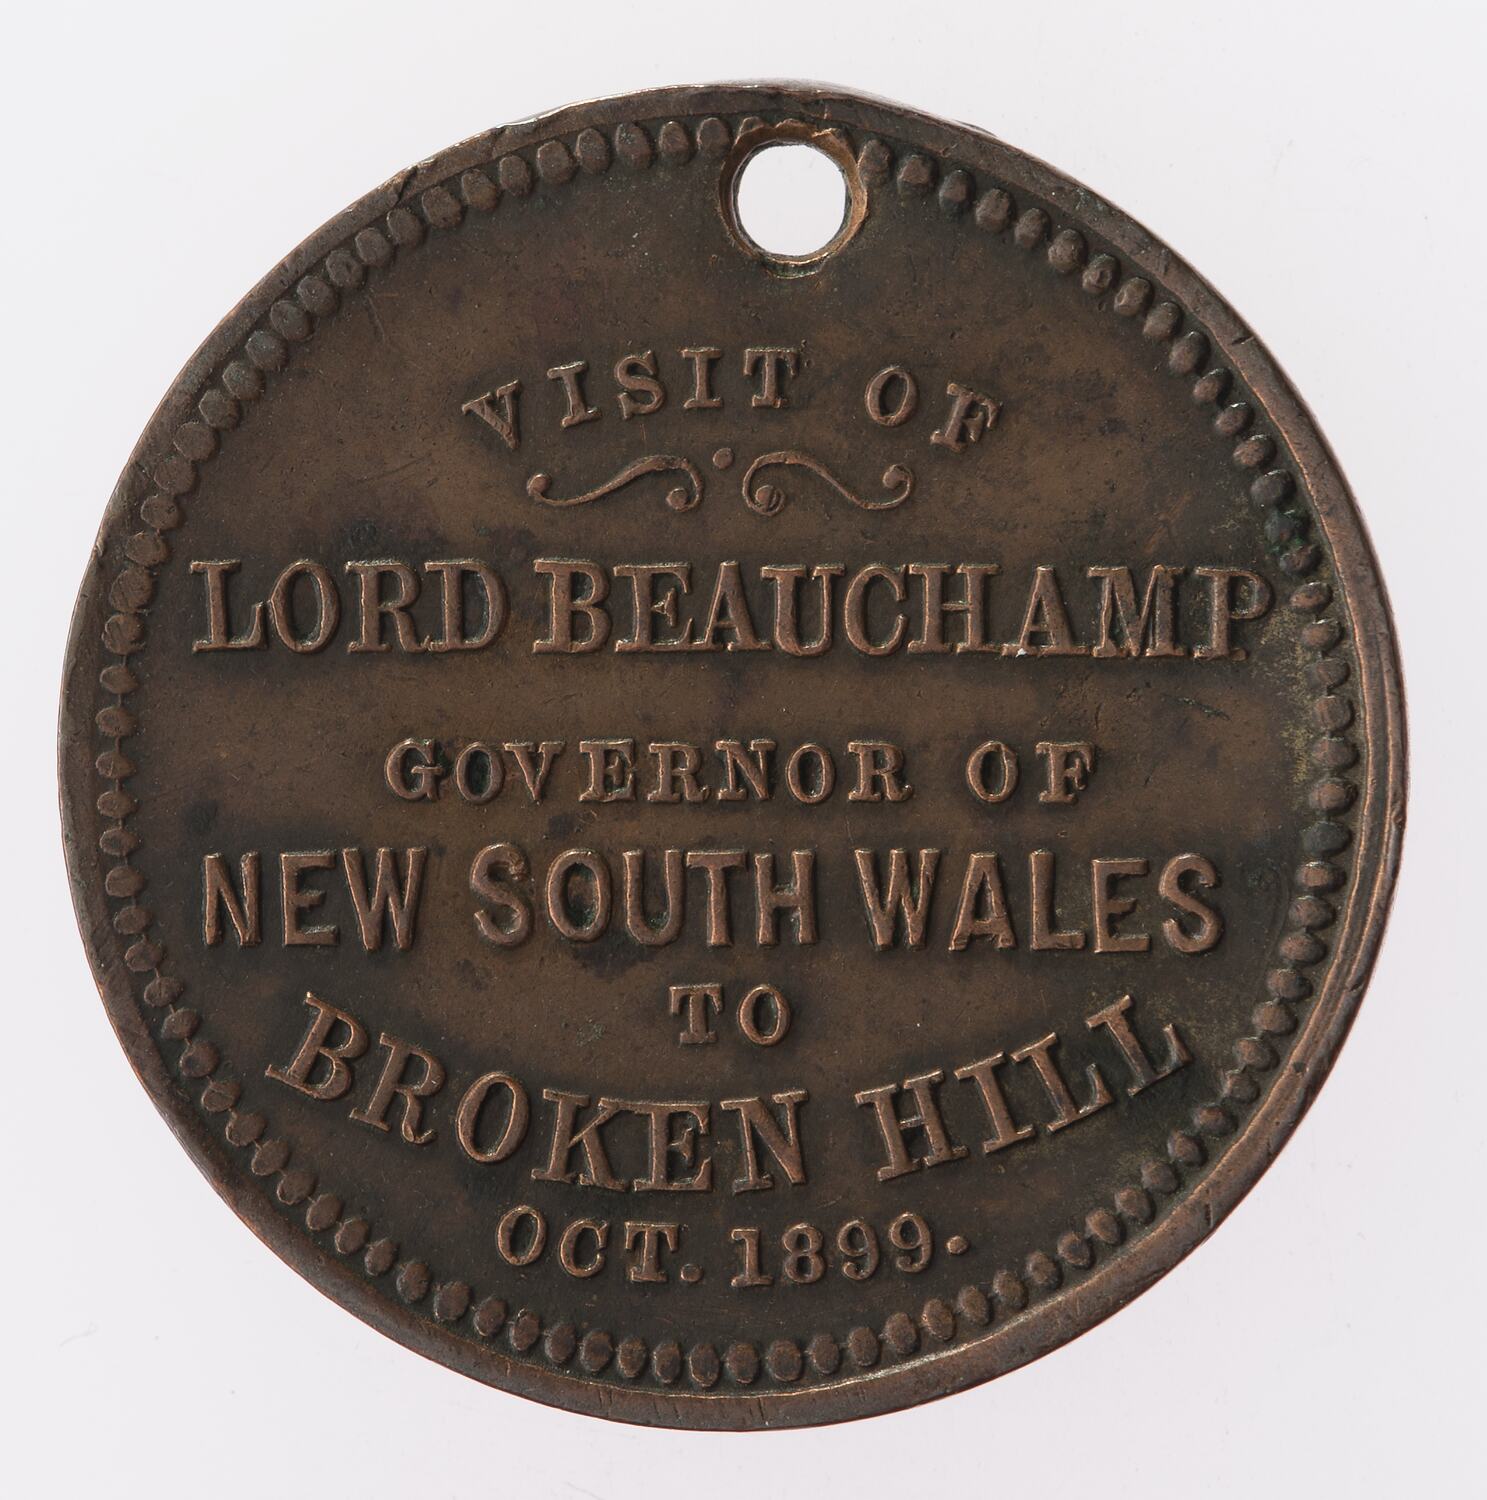 VISIT OF
LORD BEAUCHAMP
GOVERNOR OF
NEW SOUTH WALES
TO
BROKEN HILL
OCT. 1899.